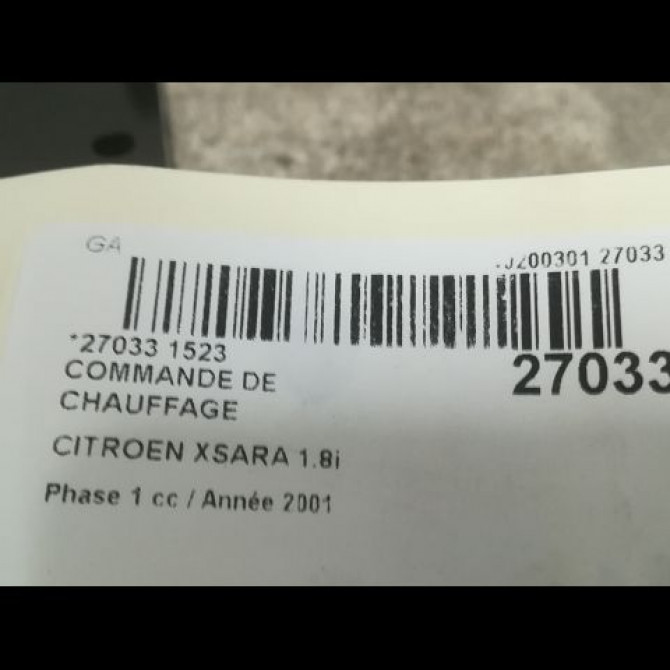 GA
J200301 27033
*27033 1523
27033
COMMANDE DE
CHAUFFAGE
CITROEN XSARA 1.8i
Phase 1 cc / Année 2001